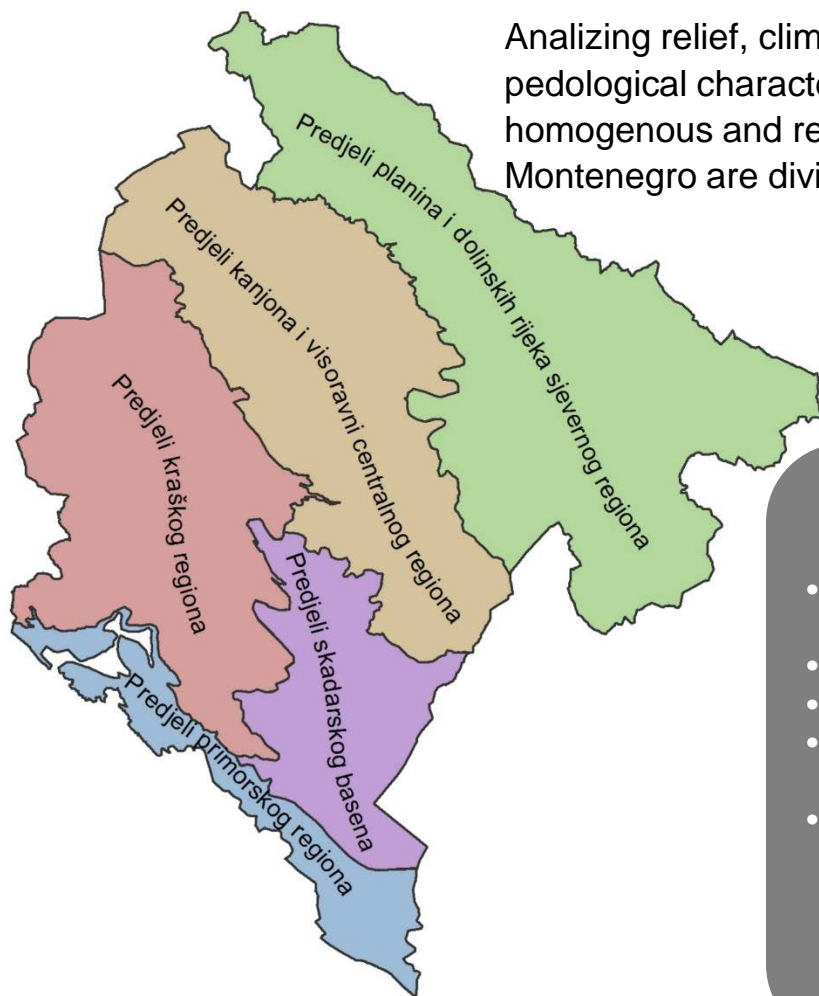 Analizing relief, clim
pedological characte
homogenous and re
Montenegro are divi
Predjeli planina i dolinskih rijeka sjevernog regiona
Predjeli kanjona i visoravni centralnog regiona
Predjeli kraškog regiona
Predjeli skadarskog basena
Predjeli primorskog regiona